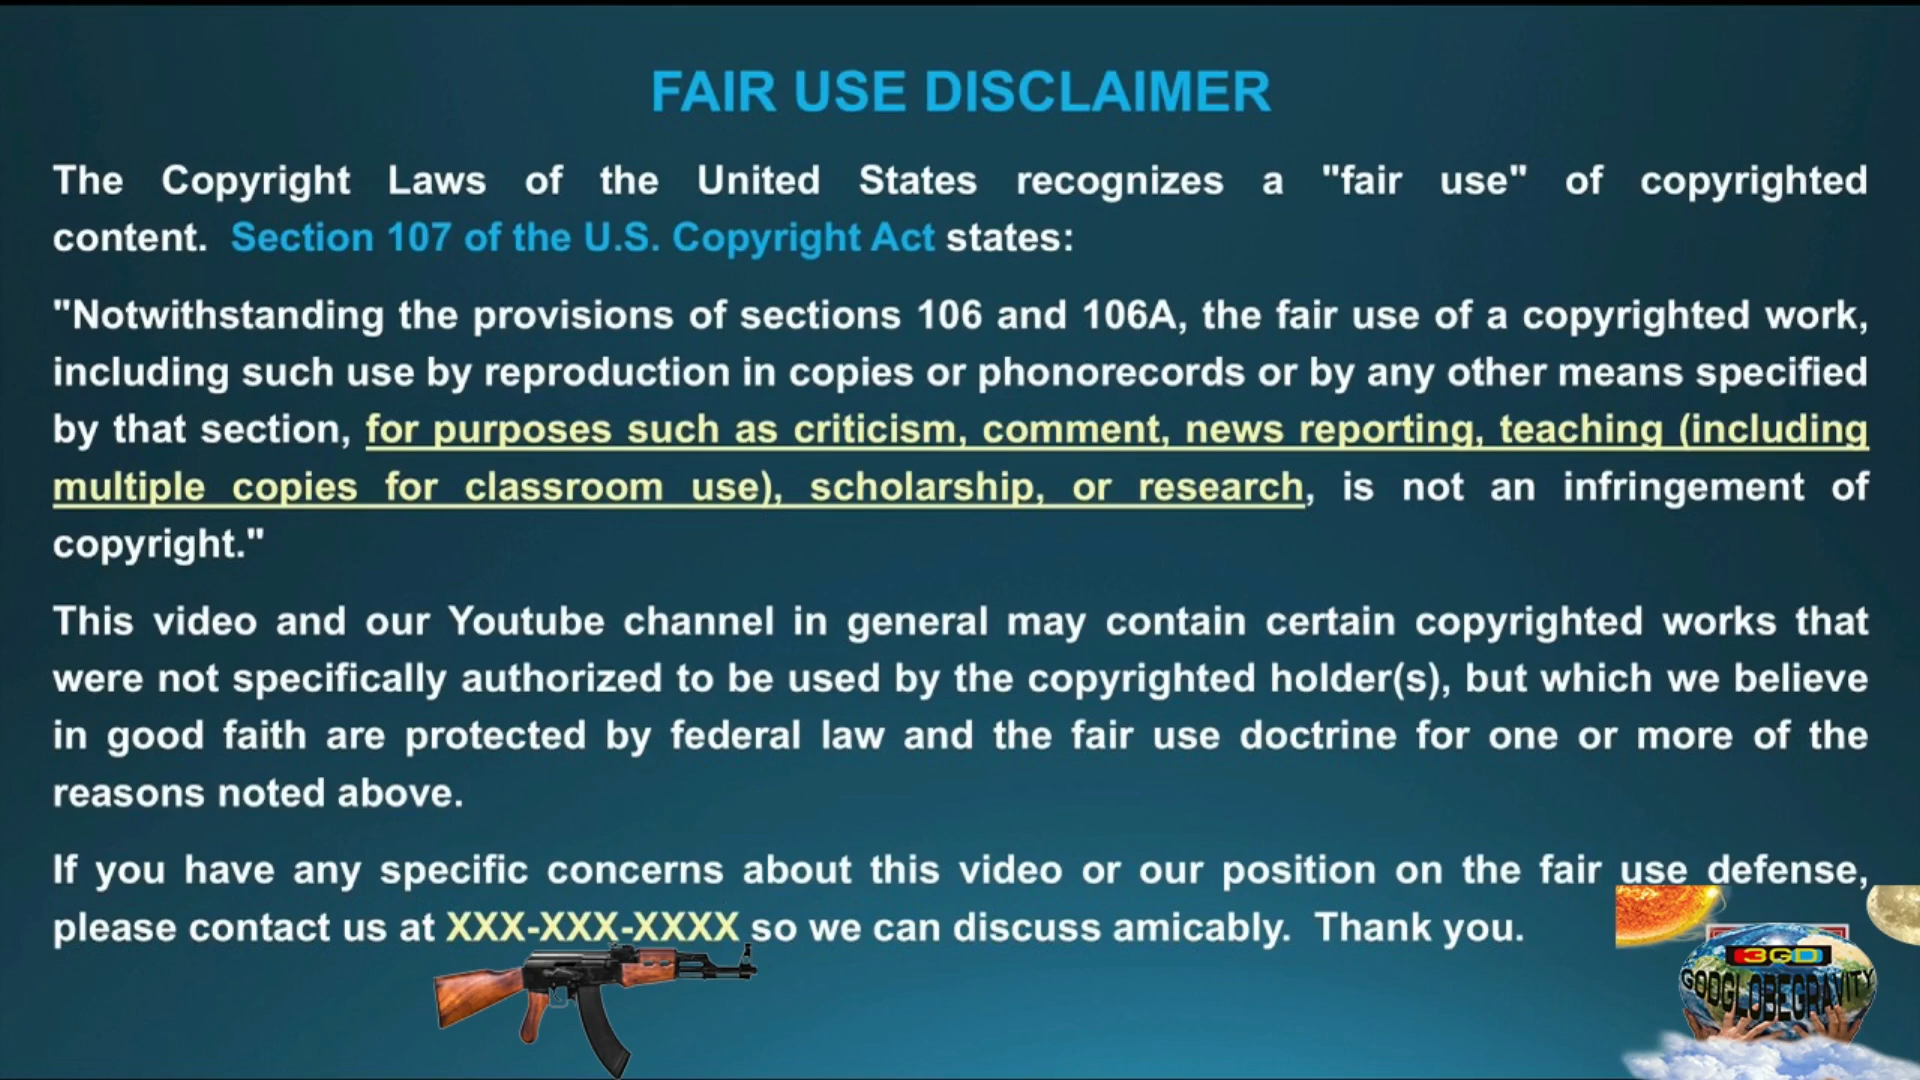 FAIR USE DISCLAIMER
The Copyright Laws of the United States recognizes a "fair use" of copyrighted
content. Section 107 of the U.S. Copyright Act states:
"Notwithstanding the provisions of sections 106 and 106A, the fair use of a copyrighted work,
including such use by reproduction in copies or phonorecords or by any other means specified
by that section, for purposes such as criticism, comment, news reporting, teaching (including
multiple copies for classroom use), scholarship, or research, is not an infringement of
copyright."
This video and our Youtube channel in general may contain certain copyrighted works that
were not specifically authorized to be used by the copyrighted holder(s), but which we believe
in good faith are protected by federal law and the fair use doctrine for one or more of the
reasons noted above.
If you have any specific concerns about this video or our position on the fair use defense,
please contact us at XXX-XXX-XXXX so we can discuss amicably. Thank you.
3GD
GODGLOBEGRAVITY